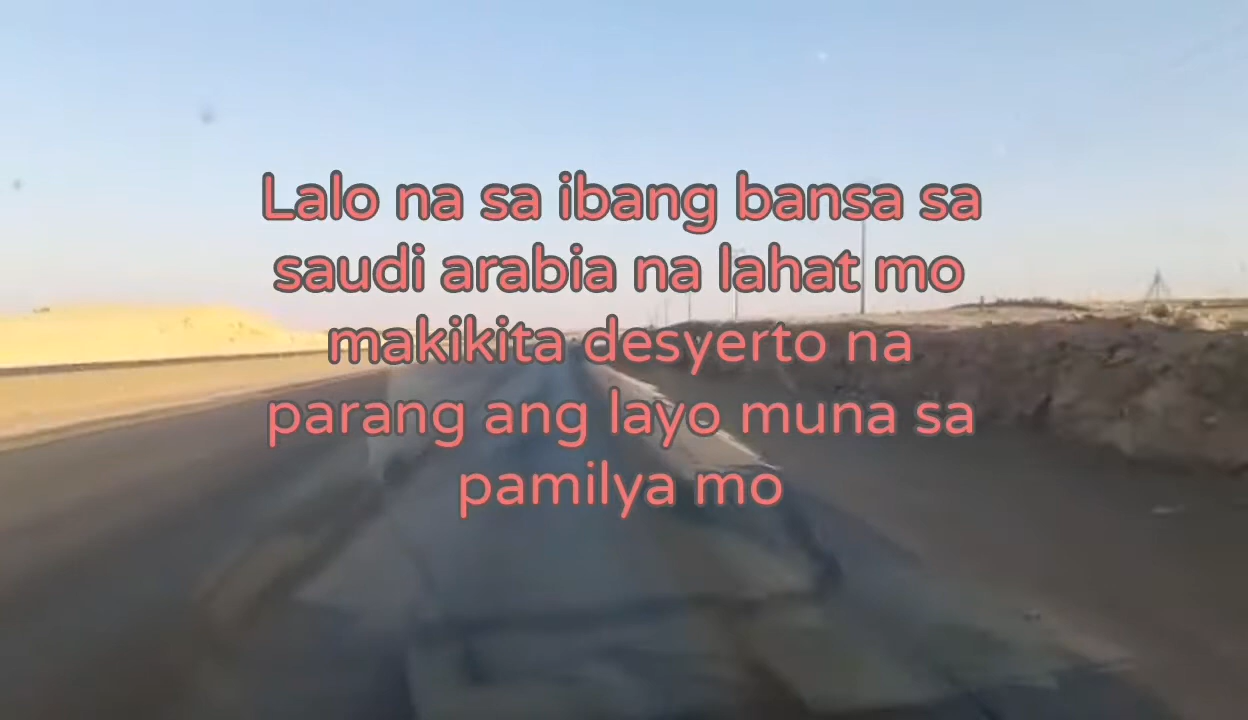 Lalo na sa ibang bansa sa
saudi arabia na lahat mo
makikita desyerto na
parang ang layo muna sa
pamilya mo